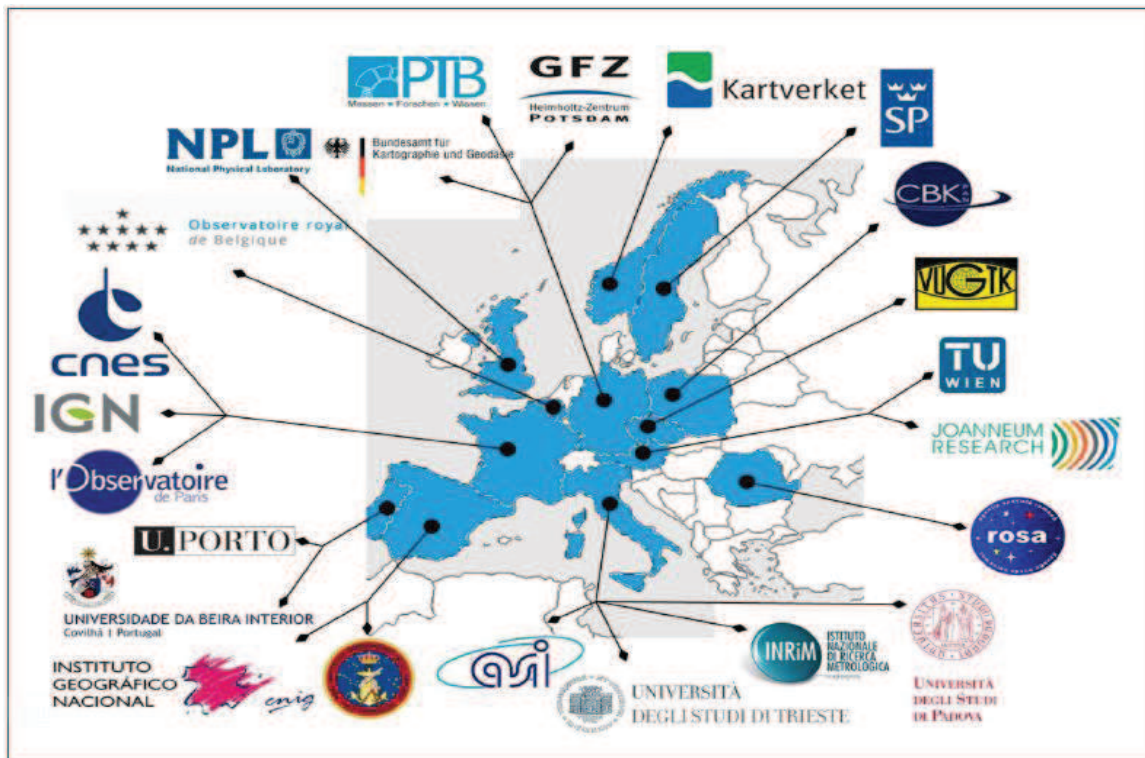 PTB
Messen • Forschen • Wissen
GFZ
Helmholtz-Zentrum
POTSDAM
Kartverket
SP
NPL
National Physical Laboratory
Bundesamt für
Kartographie und Geodäsie
CBK
Observatoire royal
de Belgique
VUGTK
cnes
TU
WIEN
IGN
JOANNEUM
RESEARCH
l'Observatoire
de Paris
U. PORTO
rosa
UNIVERSIDADE DA BEIRA INTERIOR
Covilhã | Portugal
INSTITUTO
GEOGRÁFICO
NACIONAL
cnig
asi
INRiM
ISTITUTO
NAZIONALE
DI RICERCA
METROLOGICA
UNIVERSITÀ
DEGLI STUDI DI TRIESTE
UNIVERSITÀ
DEGLI STUDI
DI PADOVA